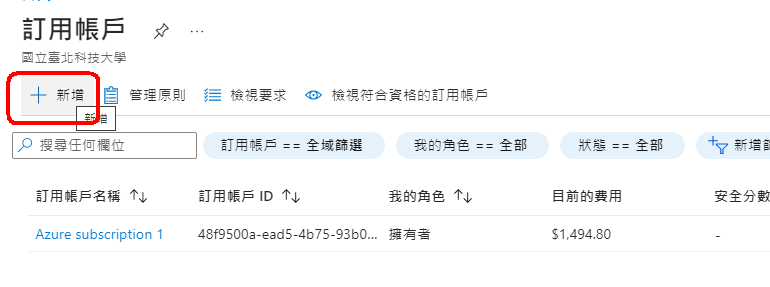 訂用帳戶 ...
國立臺北科技大學
+ 新增 管理原則 檢視要求 檢視符合資格的訂用帳戶
新增
搜尋任何欄位 訂用帳戶 == 全域篩選 我的角色 == 全部 狀態 == 全部 新增篩
訂用帳戶名稱 ↑↓ 訂用帳戶 ID ↑↓ 我的角色 ↑↓ 目前的費用 安全分數
Azure subscription 1 48f9500a-ead5-4b75-93b0... 擁有者 $1,494.80 -